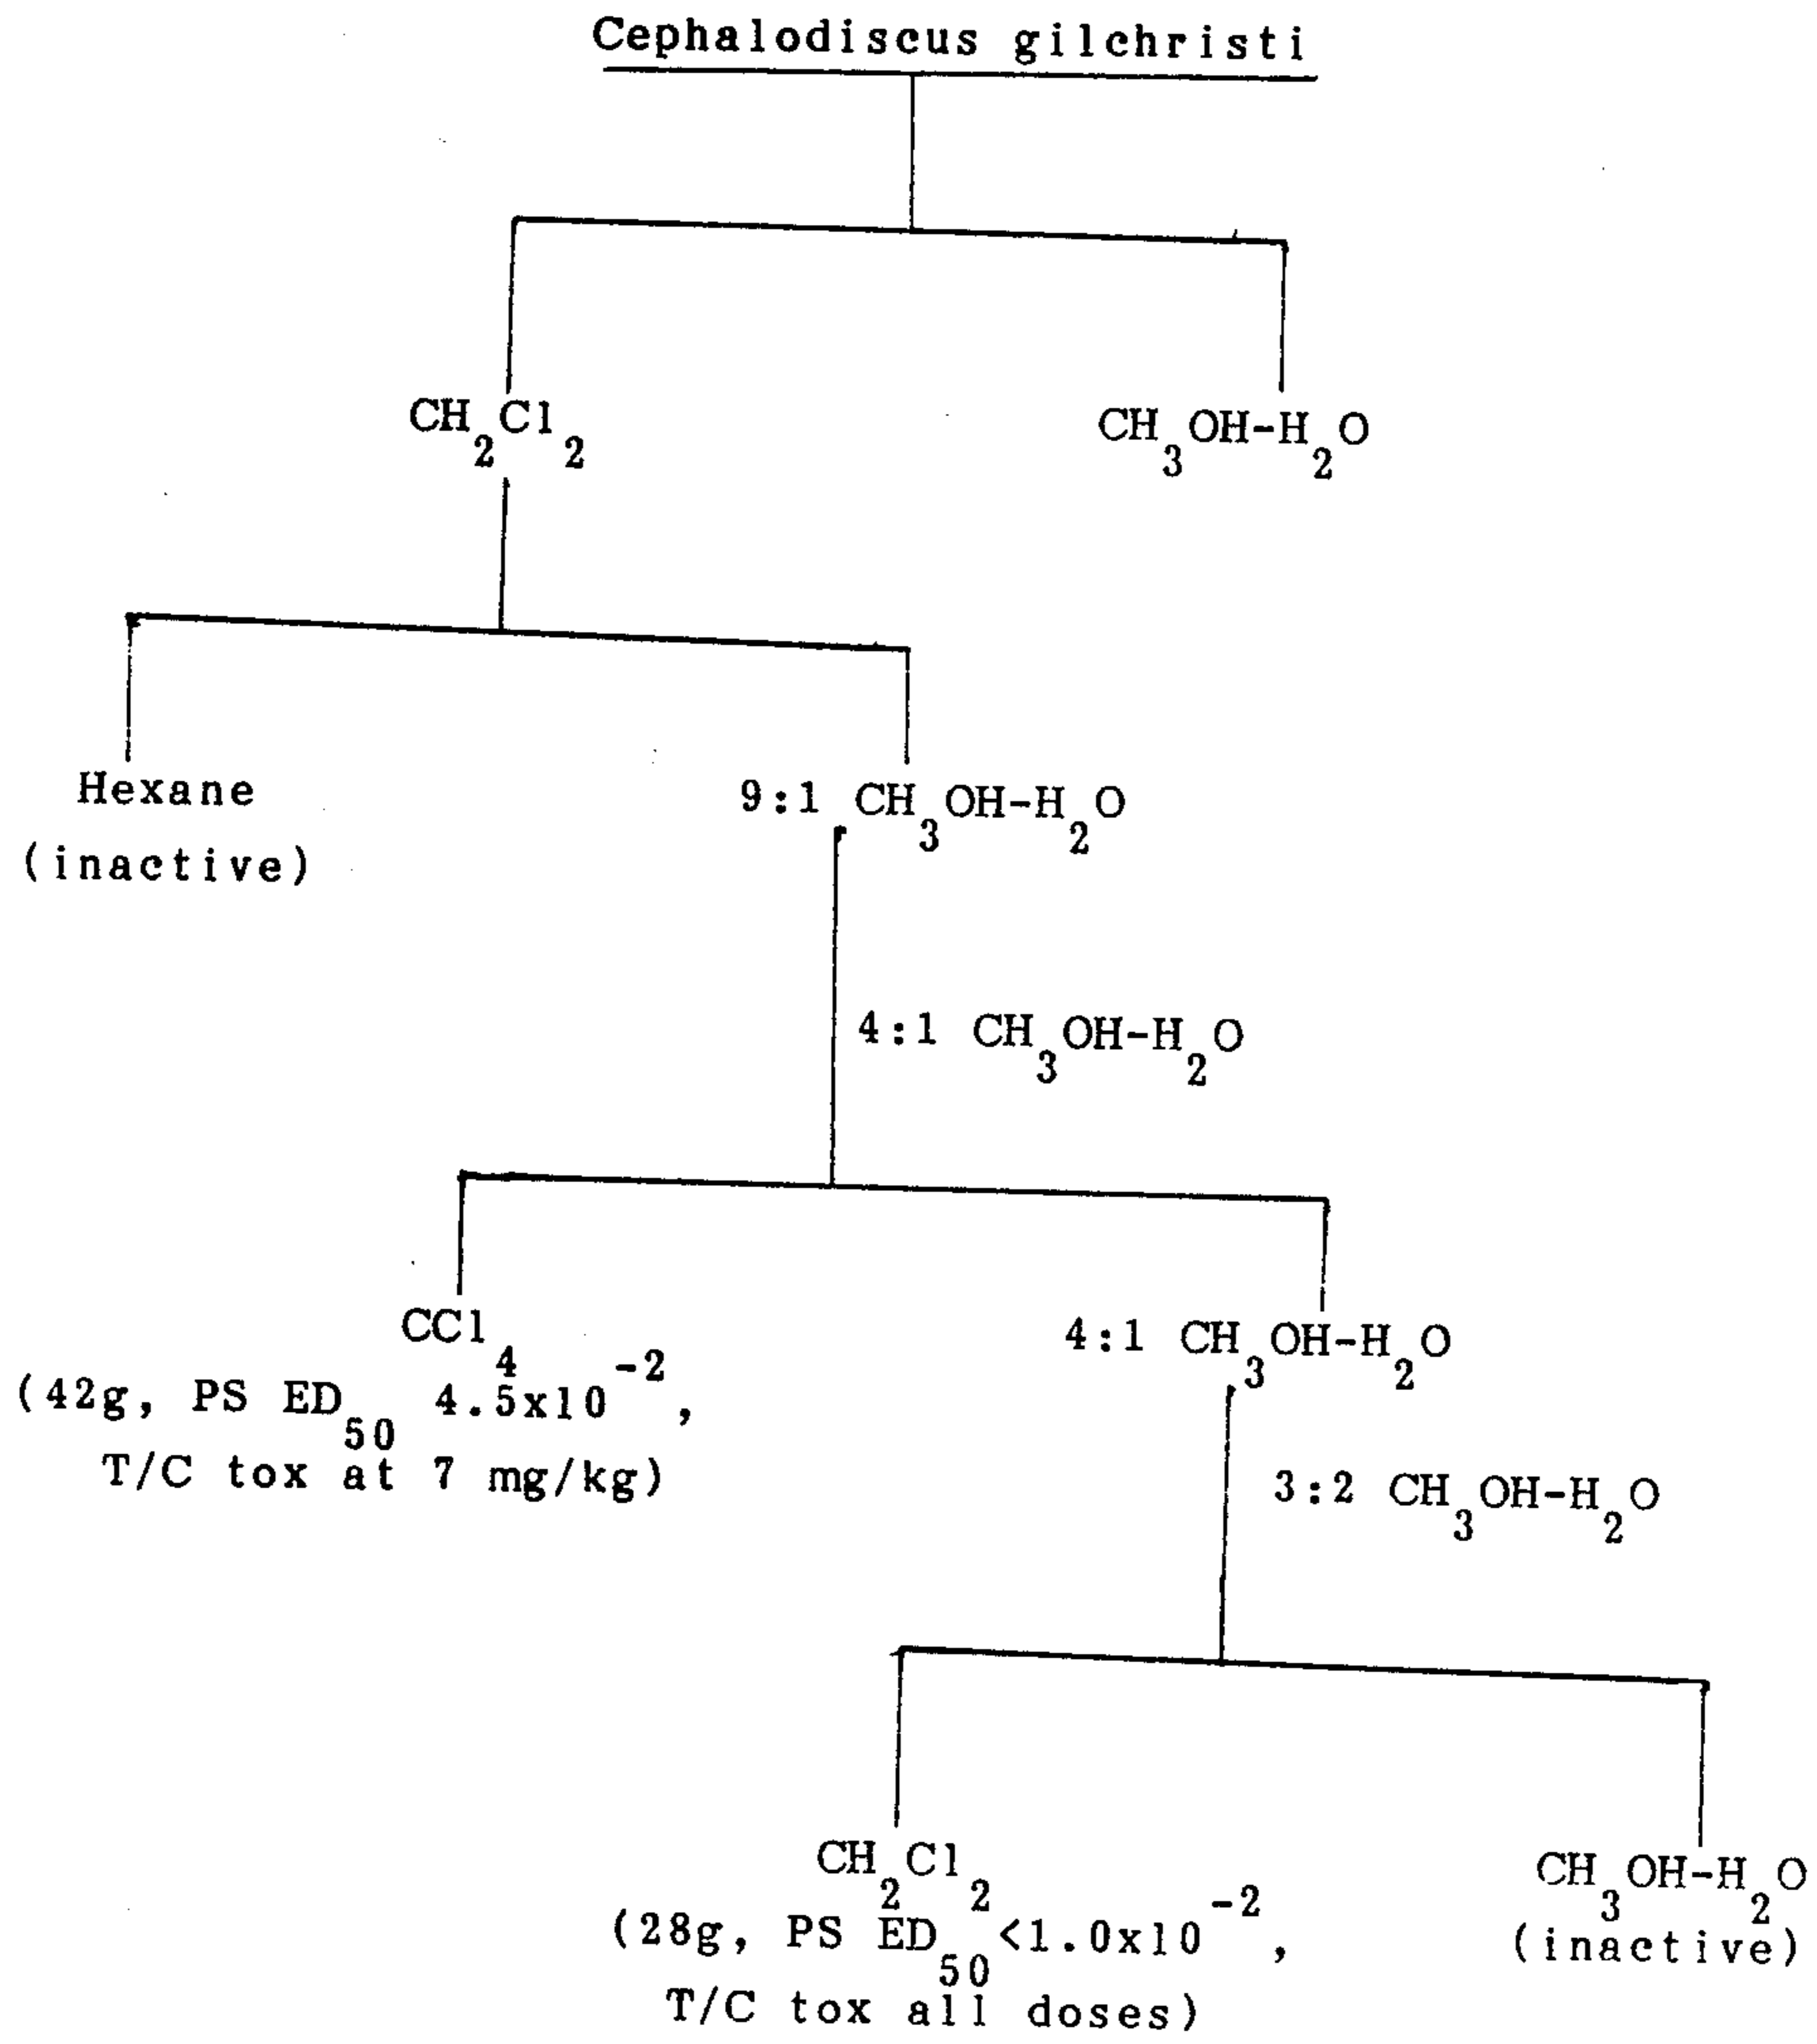 Cephalodiscus gilchristi
CH₂Cl₂
CH₃OH-H₂O
Hexane
(inactive)
9:1 CH₃OH-H₂O
4:1 CH₃OH-H₂O
CCl₄
(42g, PS ED₅₀ 4.5x10⁻²,
T/C tox at 7 mg/kg)
4:1 CH₃OH-H₂O
3:2 CH₃OH-H₂O
CH₂Cl₂
(28g, PS ED₅₀<1.0x10⁻²,
T/C tox all doses)
CH₃OH-H₂O
(inactive)